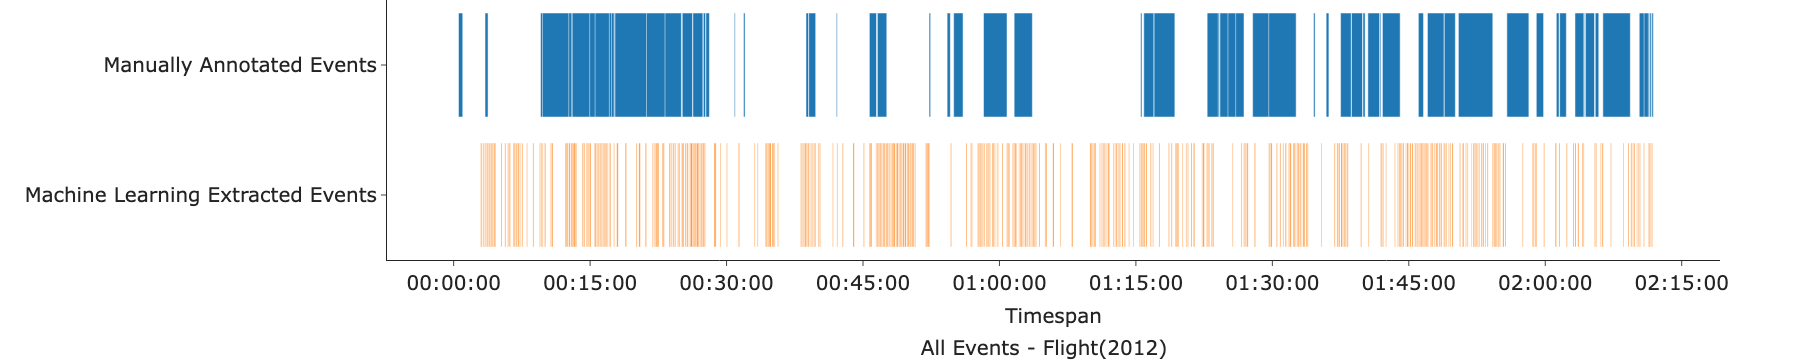 Manually Annotated Events
Machine Learning Extracted Events
00:00:00 00:15:00 00:30:00 00:45:00 01:00:00 01:15:00 01:30:00 01:45:00 02:00:00 02:15:00
Timespan
All Events - Flight(2012)